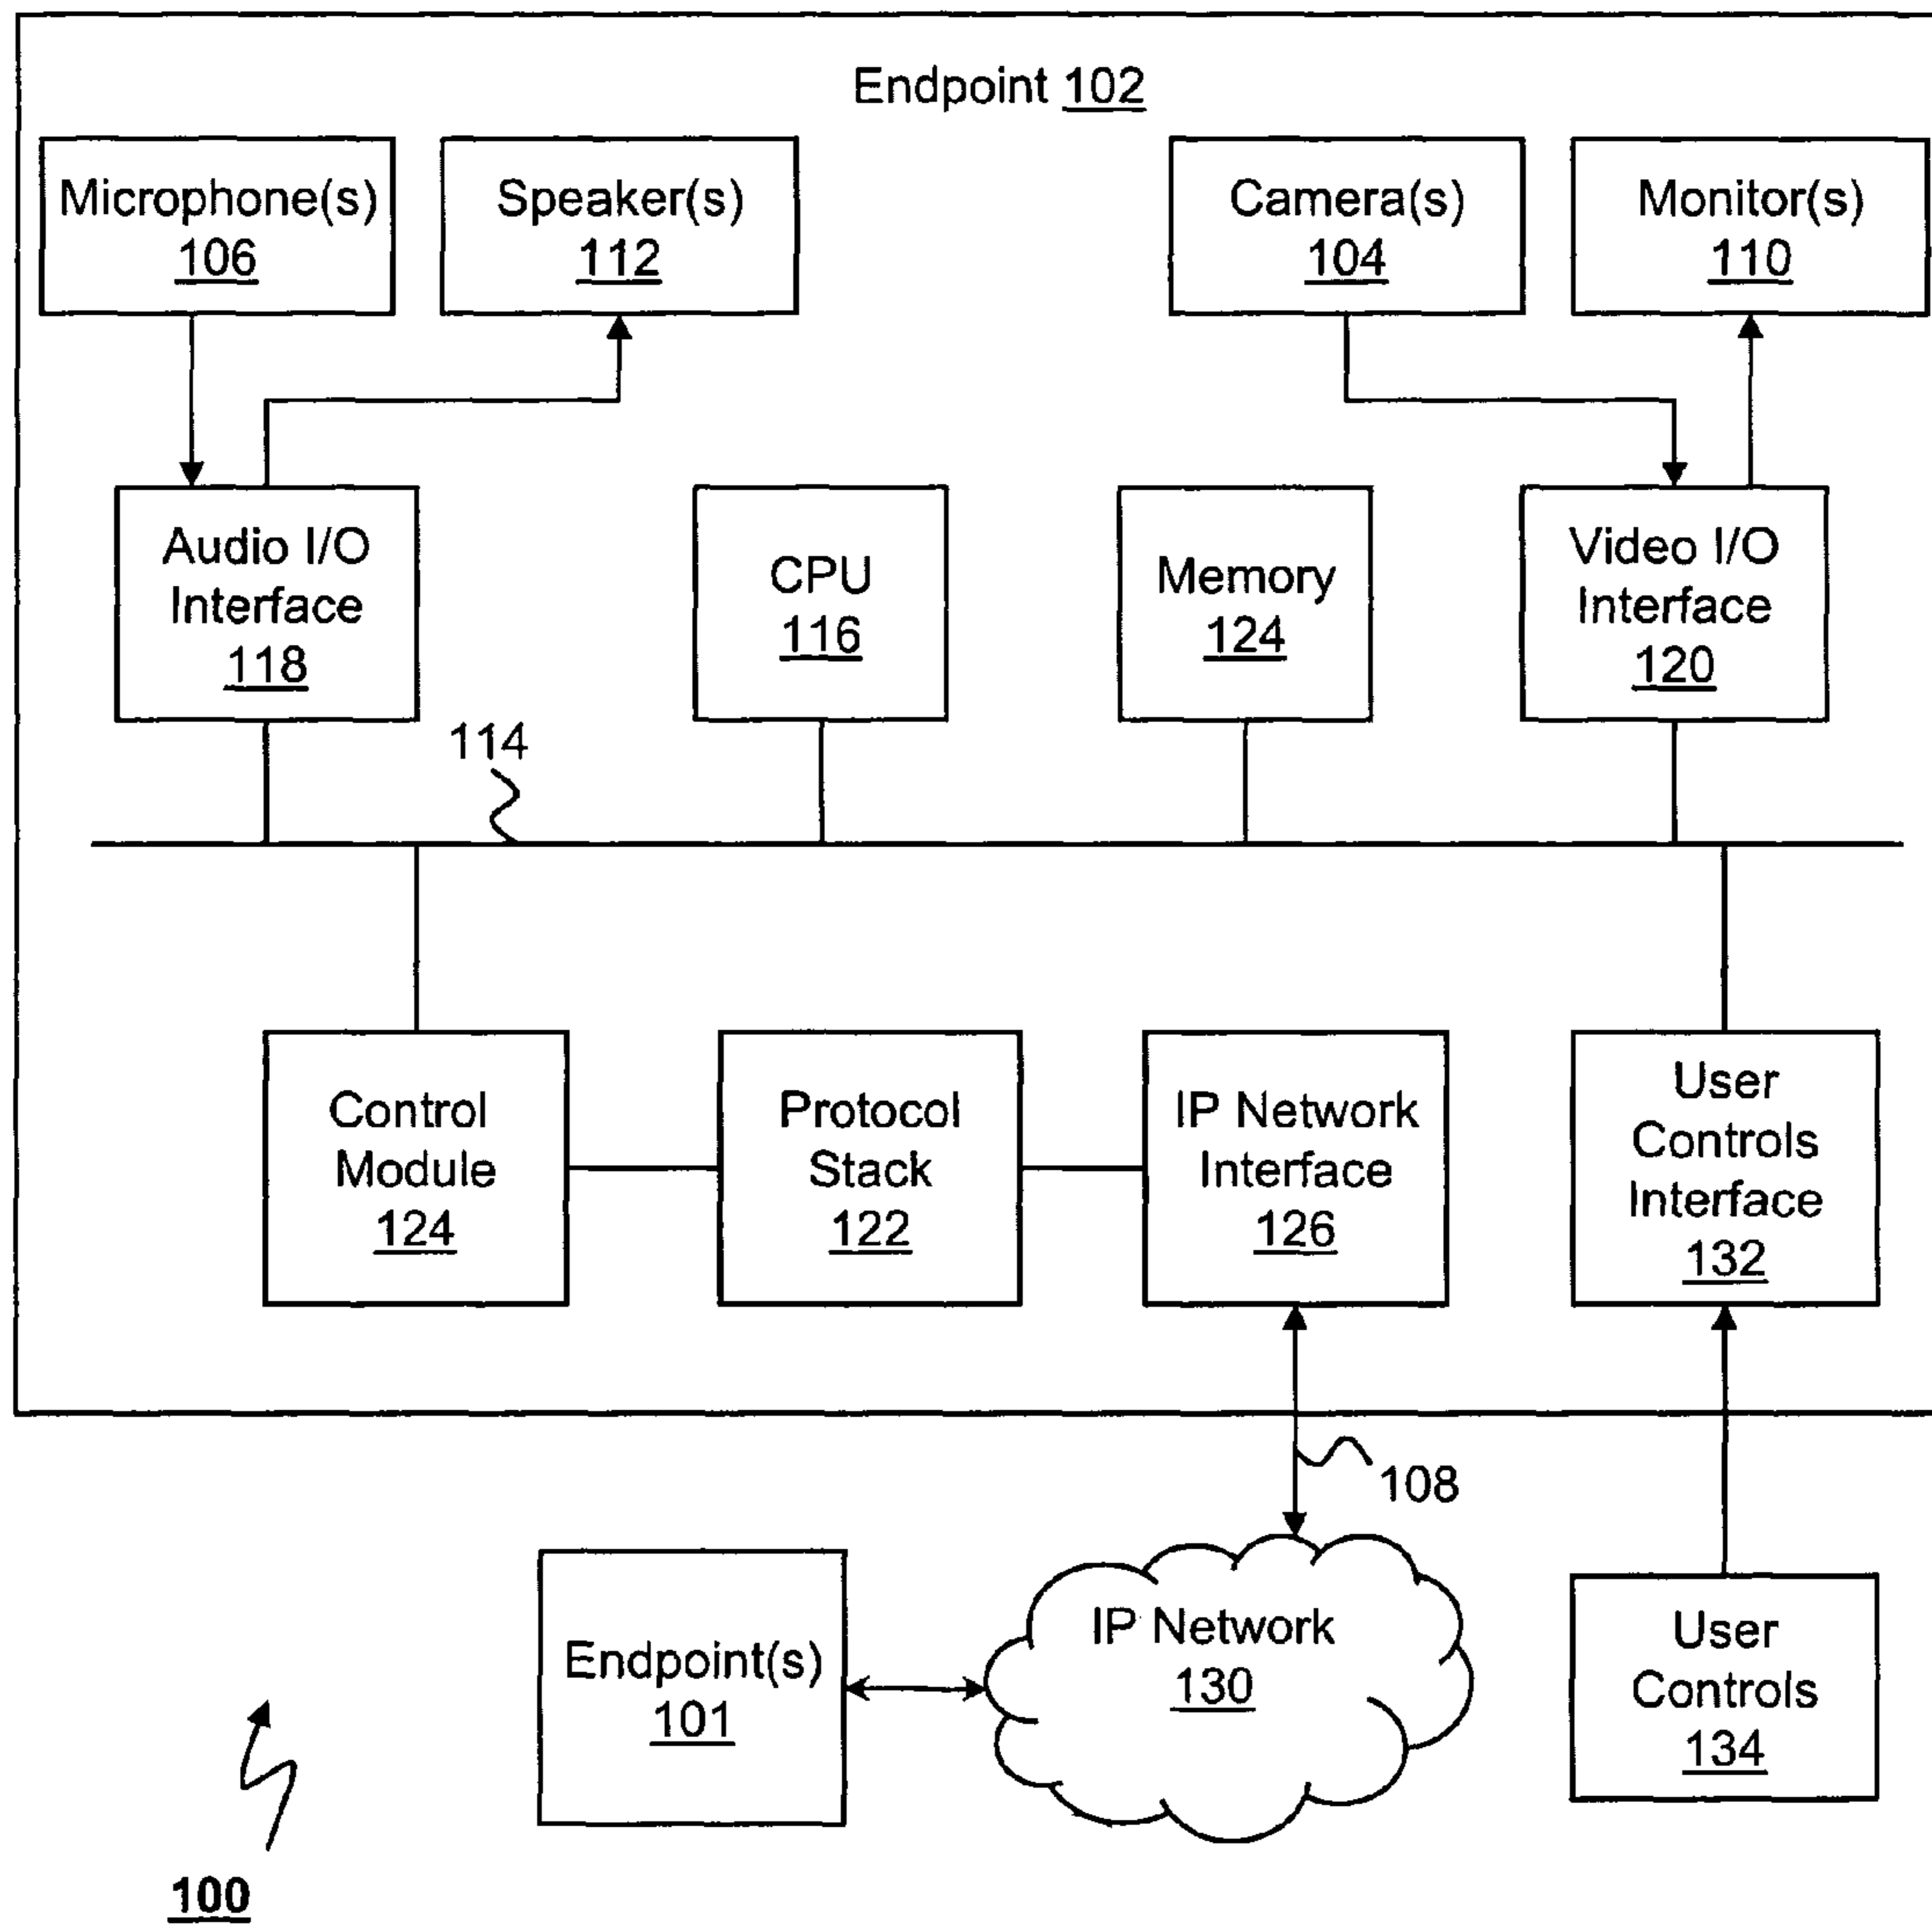 Endpoint 102
Microphone(s)
106
Speaker(s)
112
Camera(s)
104
Monitor(s)
110
Audio I/O
Interface
118
CPU
116
Memory
124
Video I/O
Interface
120
114
Control
Module
124
Protocol
Stack
122
IP Network
Interface
126
User
Controls
Interface
132
108
Endpoint(s)
101
IP Network
130
User
Controls
134
100